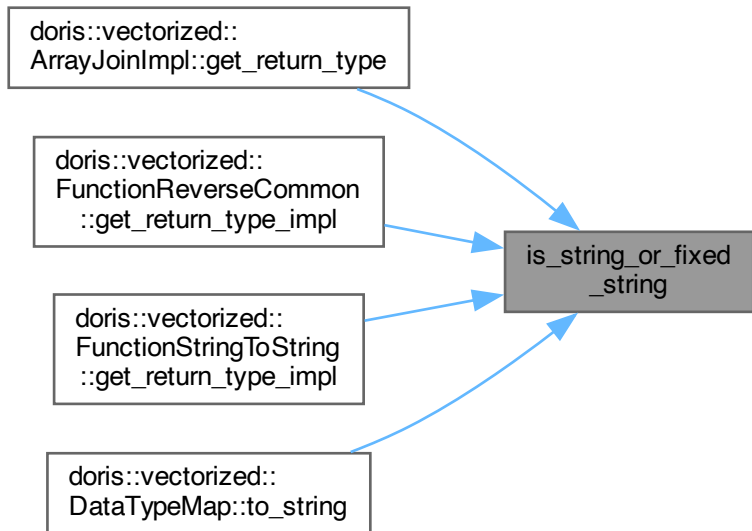 doris::vectorized::
ArrayJoinImpl::get_return_type
doris::vectorized::
FunctionReverseCommon
::get_return_type_impl
is_string_or_fixed
_string
doris::vectorized::
FunctionStringToString
::get_return_type_impl
doris::vectorized::
DataTypeMap::to_string